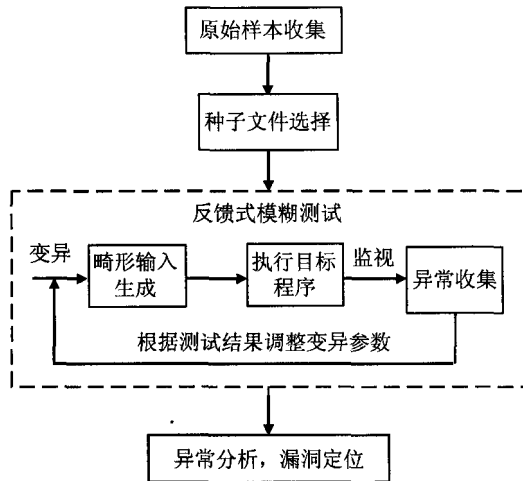 原始样本收集
种子文件选择
反馈式模糊测试
变异
畸形输入
生成
执行目标
程序
监视
异常收集
根据测试结果调整变异参数
异常分析，漏洞定位